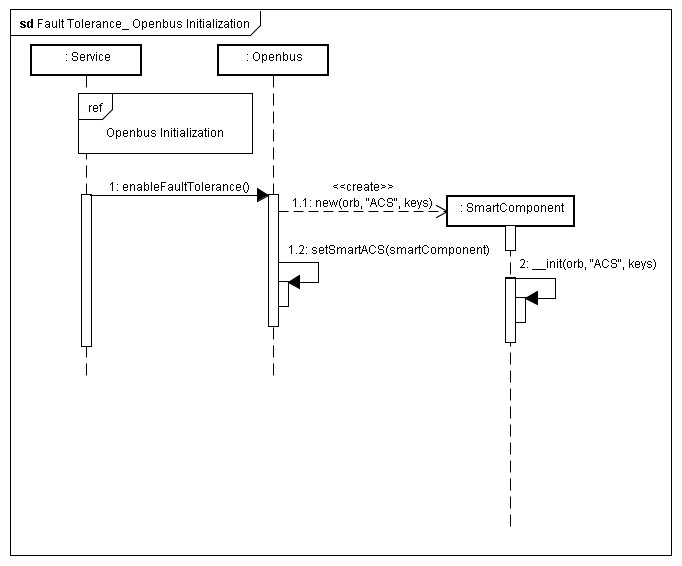 sd Fault Tolerance_ Openbus Initialization
: Service
: Openbus
ref
Openbus Initialization
1: enableFaultTolerance()
<<create>>
1.1: new(orb, "ACS", keys)
: SmartComponent
1.2: setSmartACS(smartComponent)
2: __init(orb, "ACS", keys)